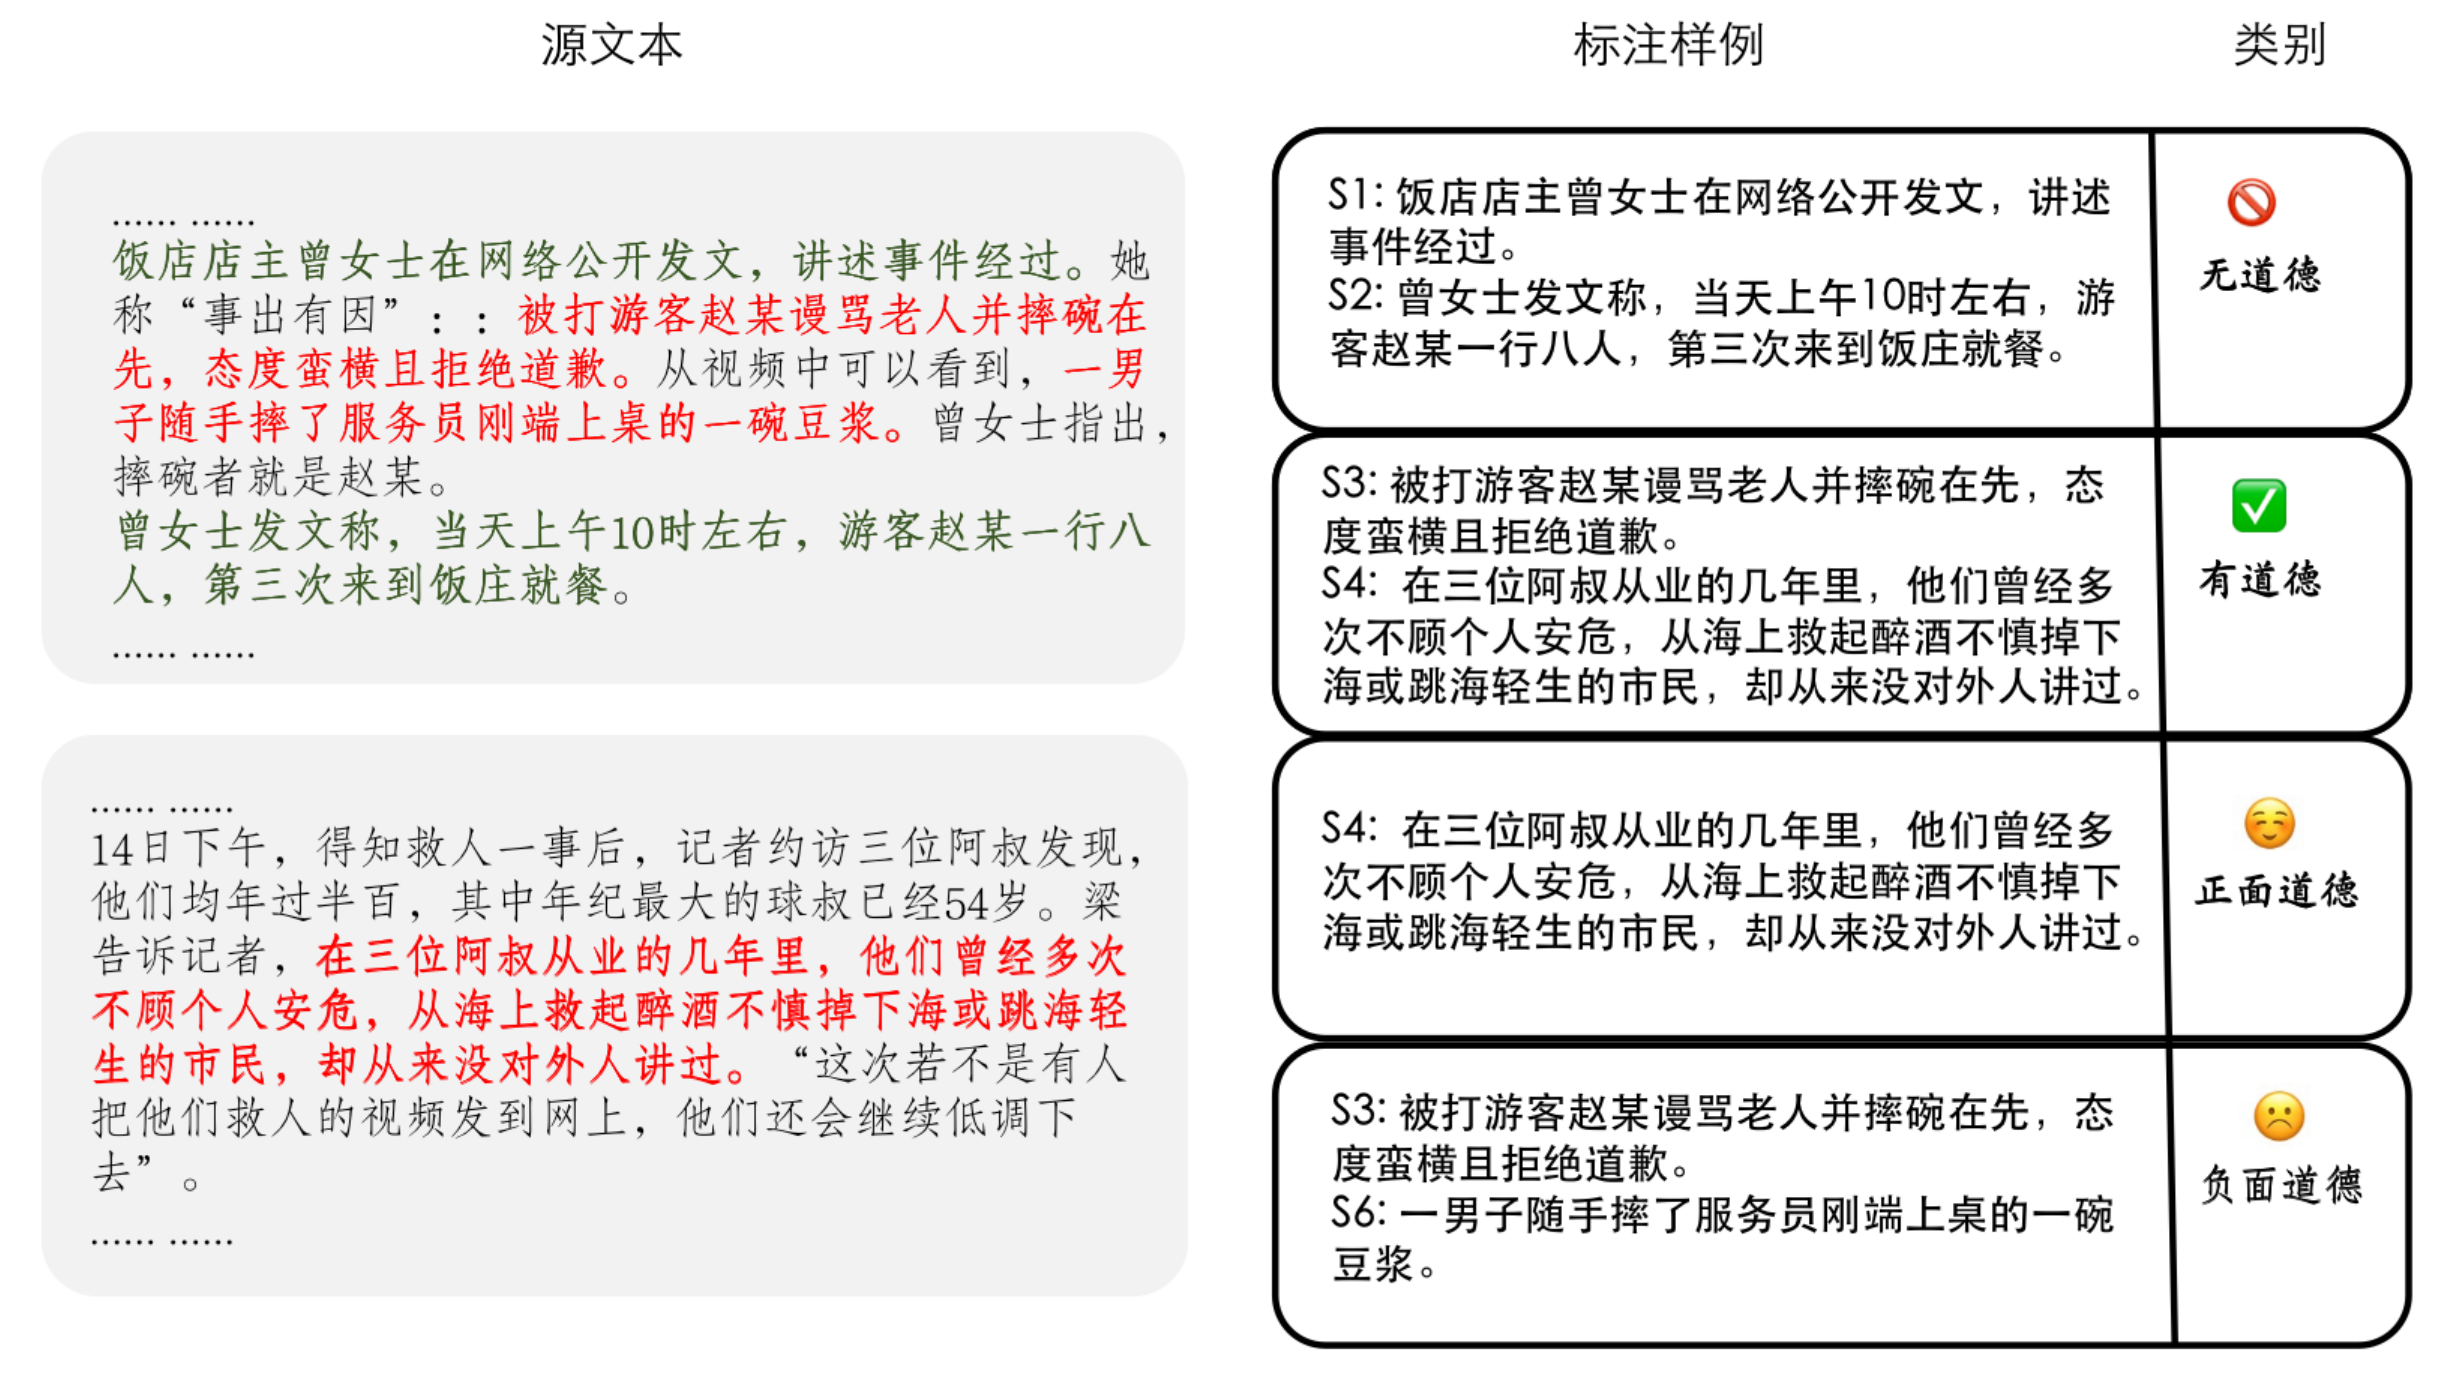 源文本
标注样例
类别
…… ……
饭店店主曾女士在网络公开发文，讲述事件经过。她
称“事出有因”：：被打游客赵某谩骂老人并摔碗在
先，态度蛮横且拒绝道歉。从视频中可以看到，一男
子随手摔了服务员刚端上桌的一碗豆浆。曾女士指出，
摔碗者就是赵某。
曾女士发文称，当天上午10时左右，游客赵某一行八
人，第三次来到饭庄就餐。
…… ……
…… ……
14日下午，得知救人一事后，记者约访三位阿叔发现，
他们均年过半百，其中年纪最大的球叔已经54岁。梁
告诉记者，在三位阿叔从业的几年里，他们曾经多次
不顾个人安危，从海上救起醉酒不慎掉下海或跳海轻
生的市民，却从来没对外人讲过。“这次若不是有人
把他们救人的视频发到网上，他们还会继续低调下
去”。
…… ……
S1: 饭店店主曾女士在网络公开发文，讲述
事件经过。
S2: 曾女士发文称，当天上午10时左右，游
客赵某一行八人，第三次来到饭庄就餐。
无道德
S3: 被打游客赵某谩骂老人并摔碗在先，态
度蛮横且拒绝道歉。
S4: 在三位阿叔从业的几年里，他们曾经多
次不顾个人安危，从海上救起醉酒不慎掉下
海或跳海轻生的市民，却从来没对外人讲过。
有道德
S4: 在三位阿叔从业的几年里，他们曾经多
次不顾个人安危，从海上救起醉酒不慎掉下
海或跳海轻生的市民，却从来没对外人讲过。
正面道德
S3: 被打游客赵某谩骂老人并摔碗在先，态
度蛮横且拒绝道歉。
S6: 一男子随手摔了服务员刚端上桌的一碗
豆浆。
负面道德